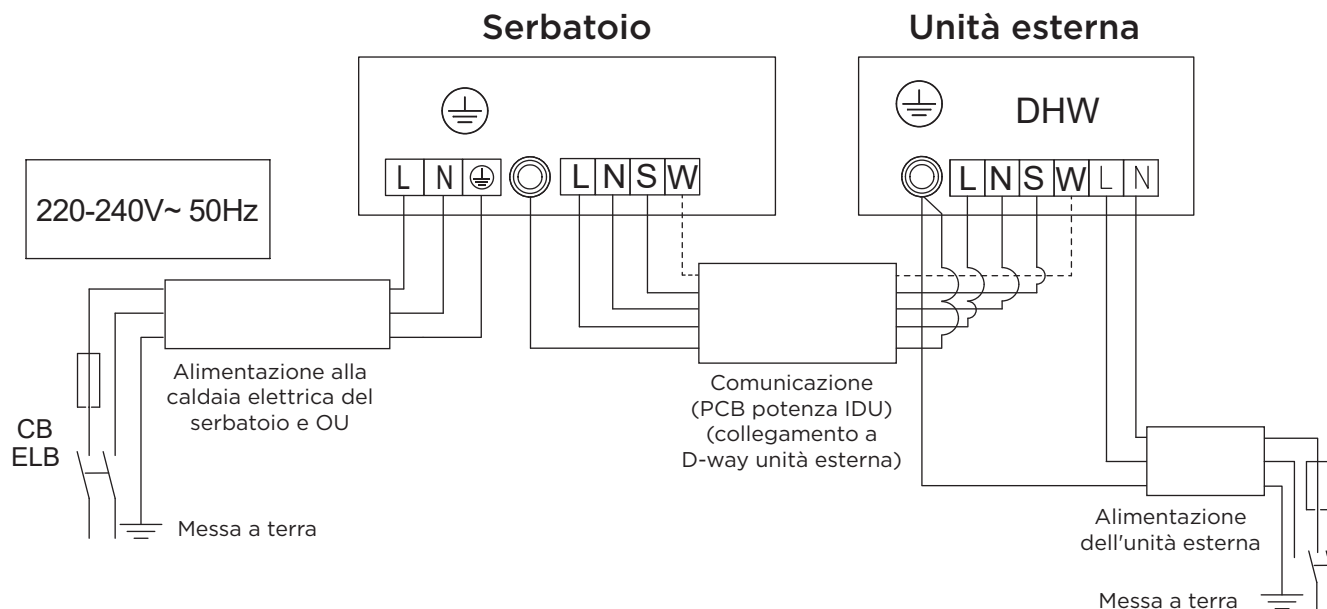 Serbatoio
Unità esterna
DHW
L N
L N S W
L N S W L N
220-240V~ 50Hz
Alimentazione alla
caldaia elettrica del
serbatoio e OU
Comunicazione
(PCB potenza IDU)
(collegamento a
D-way unità esterna)
CB
ELB
Messa a terra
Alimentazione
dell'unità esterna
Messa a terra